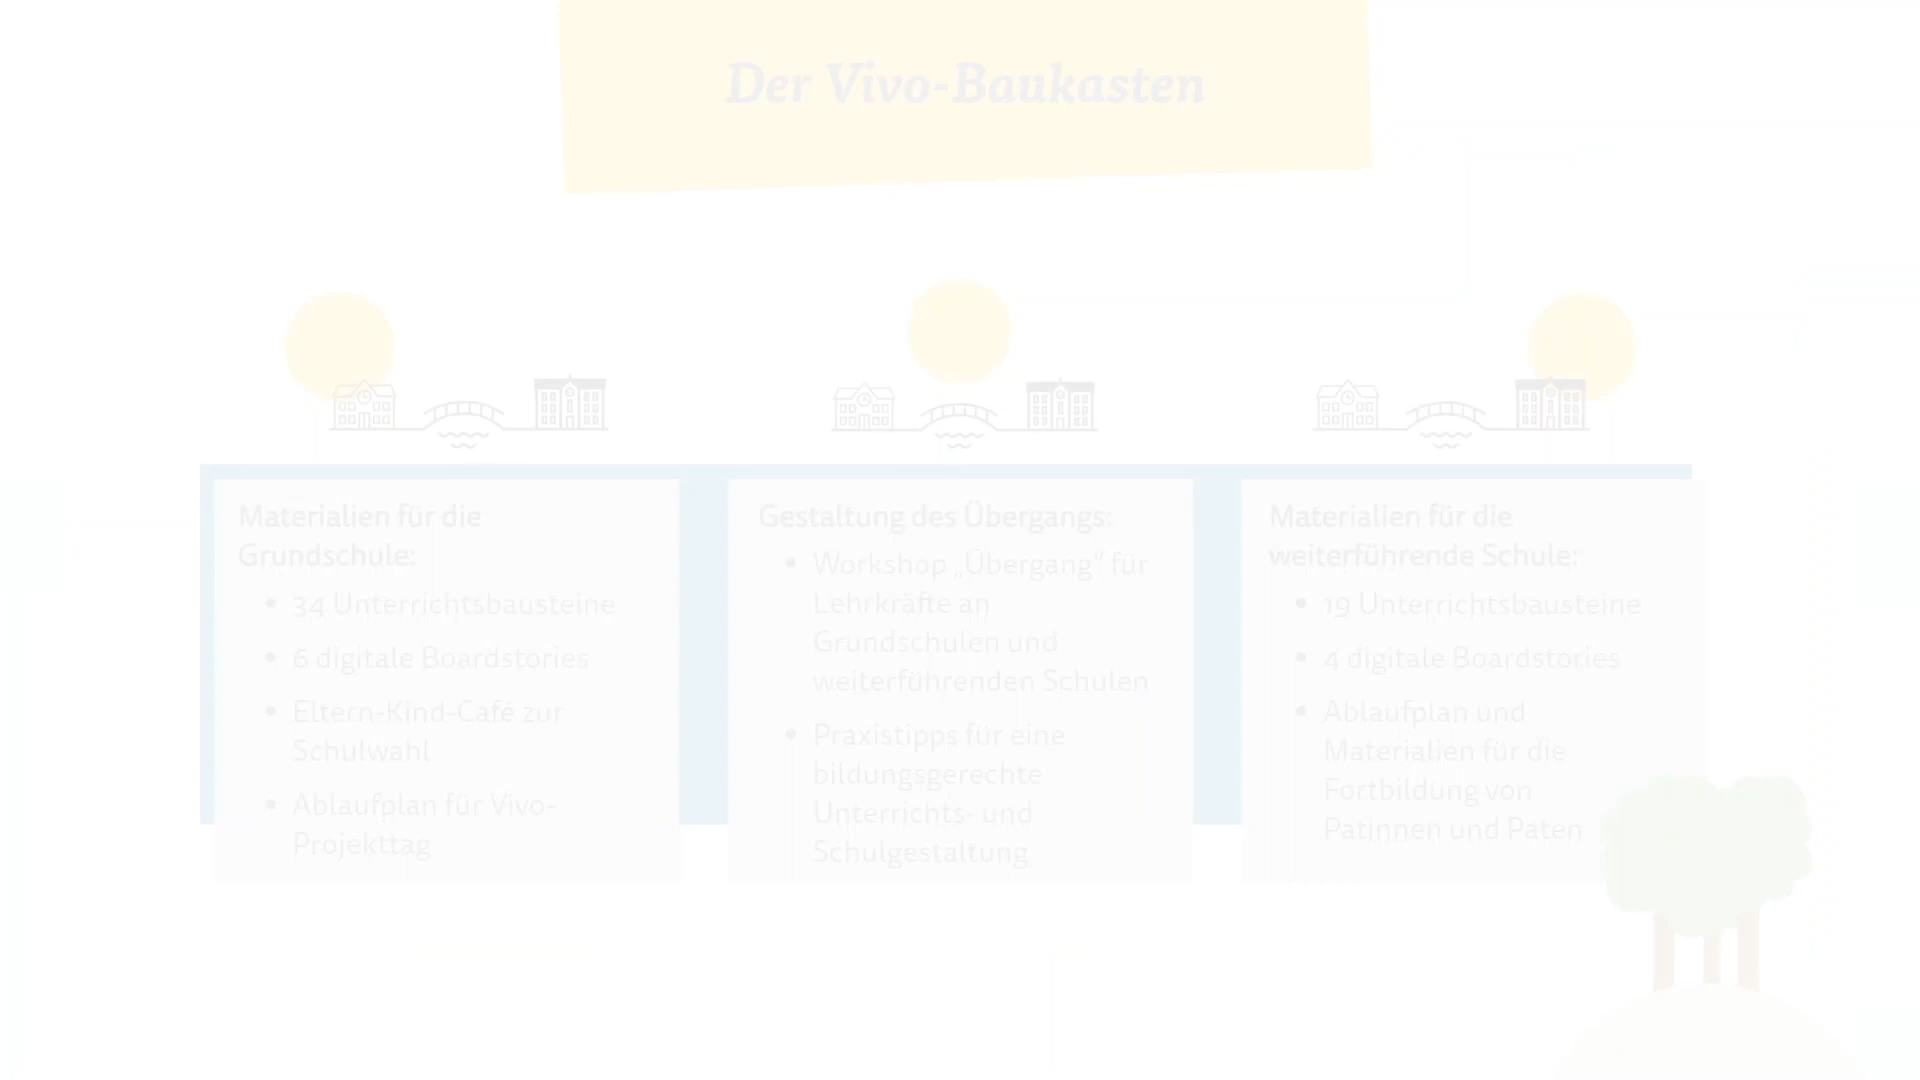 Der Vivo-Baukasten
Materialien für die
Grundschule:
• 34 Unterrichtsbausteine
• 6 digitale Boardstories
• Eltern-Kind-Café zur
Schulwahl
• Ablaufplan für Vivo-
Projekttag
Gestaltung des Übergangs:
• Workshop „Übergang“ für
Lehrkräfte an
Grundschulen und
weiterführenden Schulen
• Praxistipps für eine
bildungsgerechte
Unterrichts- und
Schulgestaltung
Materialien für die
weiterführende Schule:
• 19 Unterrichtsbausteine
• 4 digitale Boardstories
• Ablaufplan und
Materialien für die
Fortbildung von
Patinnen und Paten